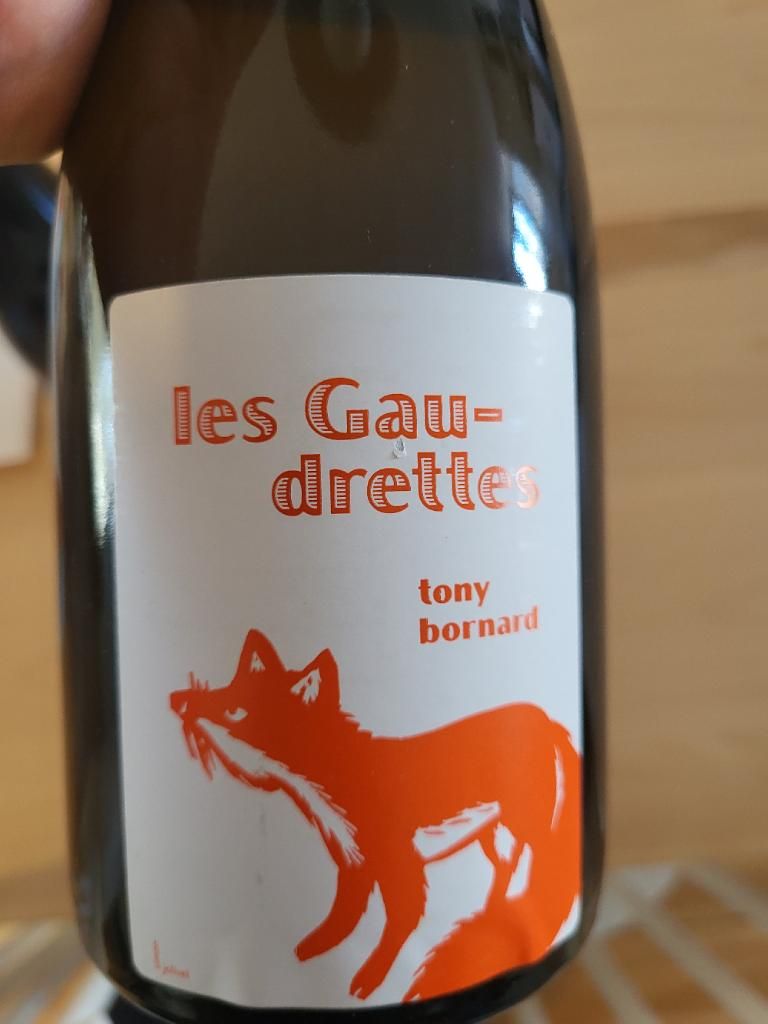 les Gau-
drettes
tony
bornard